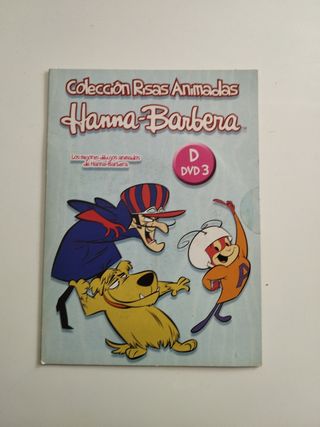 Colección Risas Animadas
Hanna-Barbera
Los mejores dibujos animados
de Hanna-Barbera
D
DVD 3
A